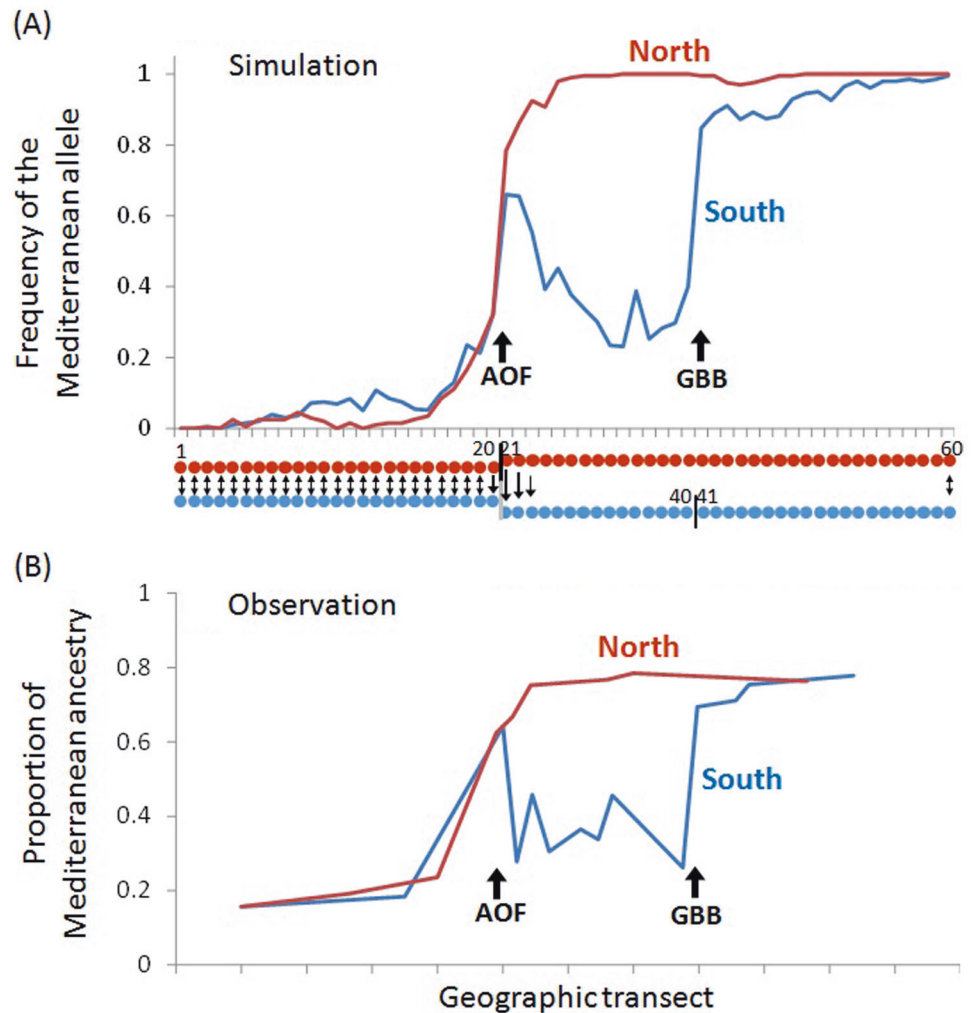 (A)
Simulation
North
South
Frequency of the
Mediterranean allele
1
0.8
0.6
0.4
0.2
0
AOF
GBB
1
20
21
60
40
41
(B)
Observation
North
South
Proportion of
Mediterranean ancestry
1
0.8
0.6
0.4
0.2
0
AOF
GBB
Geographic transect